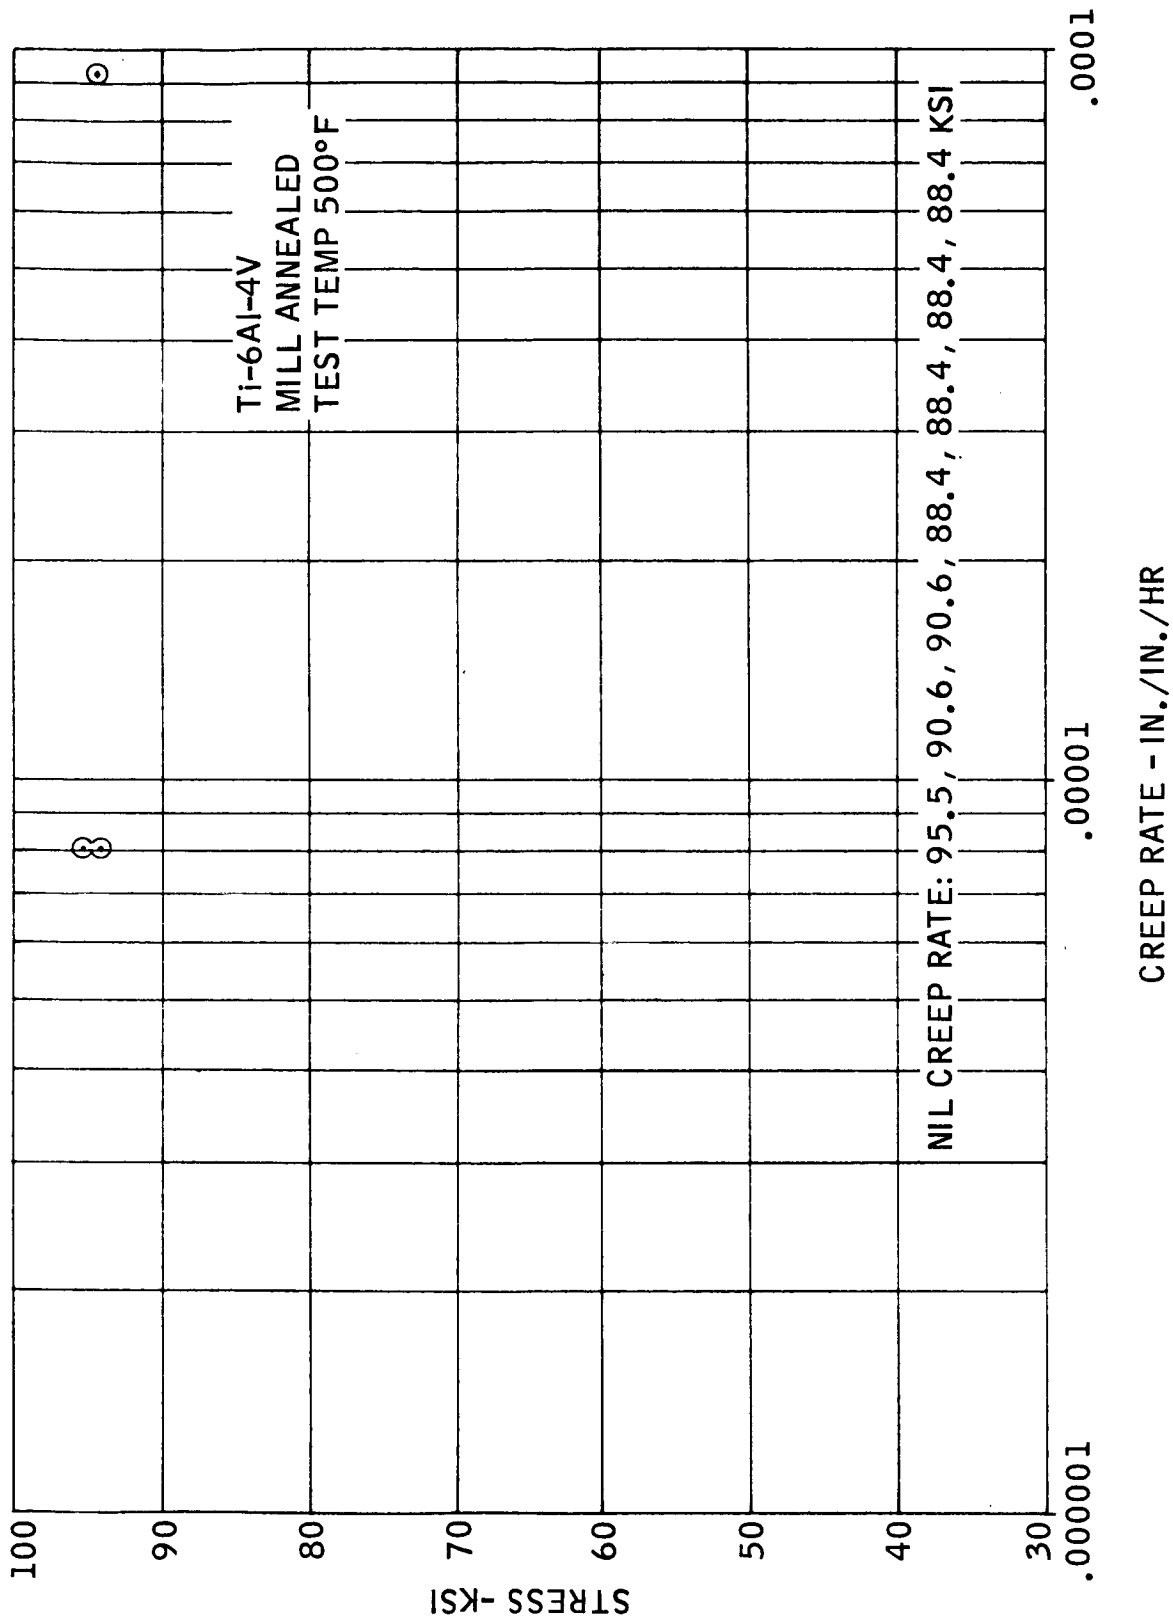 100
90
80
70
60
50
40
30
STRESS -KSI
Ti-6Al-4V
MILL ANNEALED
TEST TEMP 500°F
NIL CREEP RATE: 95.5, 90.6, 90.6, 88.4, 88.4, 88.4, 88.4 KSI
.000001
.00001
.0001
CREEP RATE - IN./IN./HR